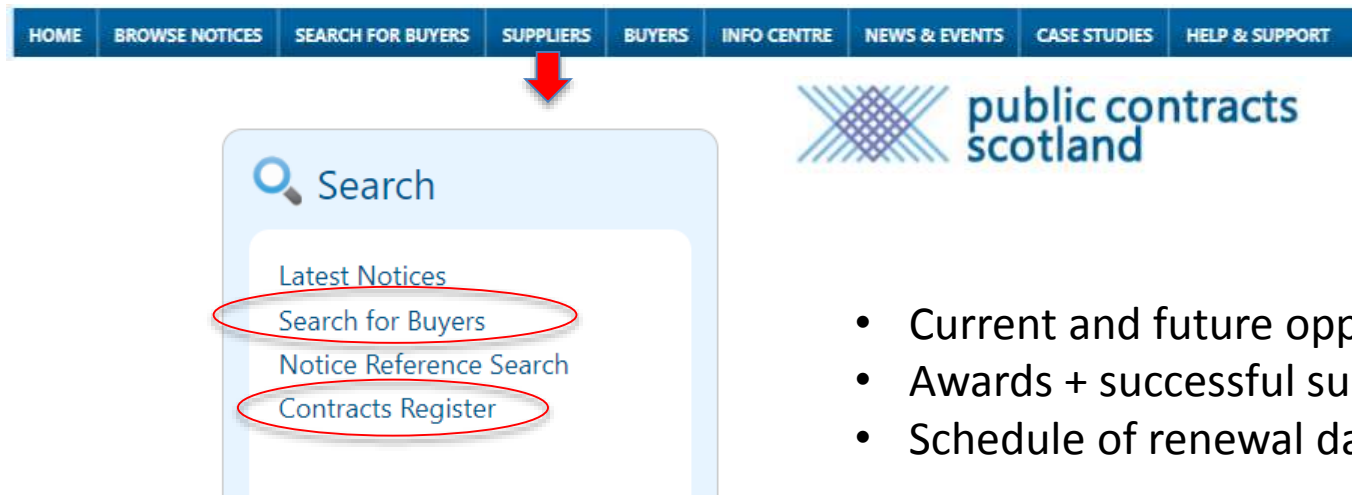 HOME BROWSE NOTICES SEARCH FOR BUYERS SUPPLIERS BUYERS INFO CENTRE NEWS & EVENTS CASE STUDIES HELP & SUPPORT
public contracts
scotland
Search
Latest Notices
Search for Buyers
Notice Reference Search
Contracts Register
• Current and future opp
• Awards + successful su
• Schedule of renewal da